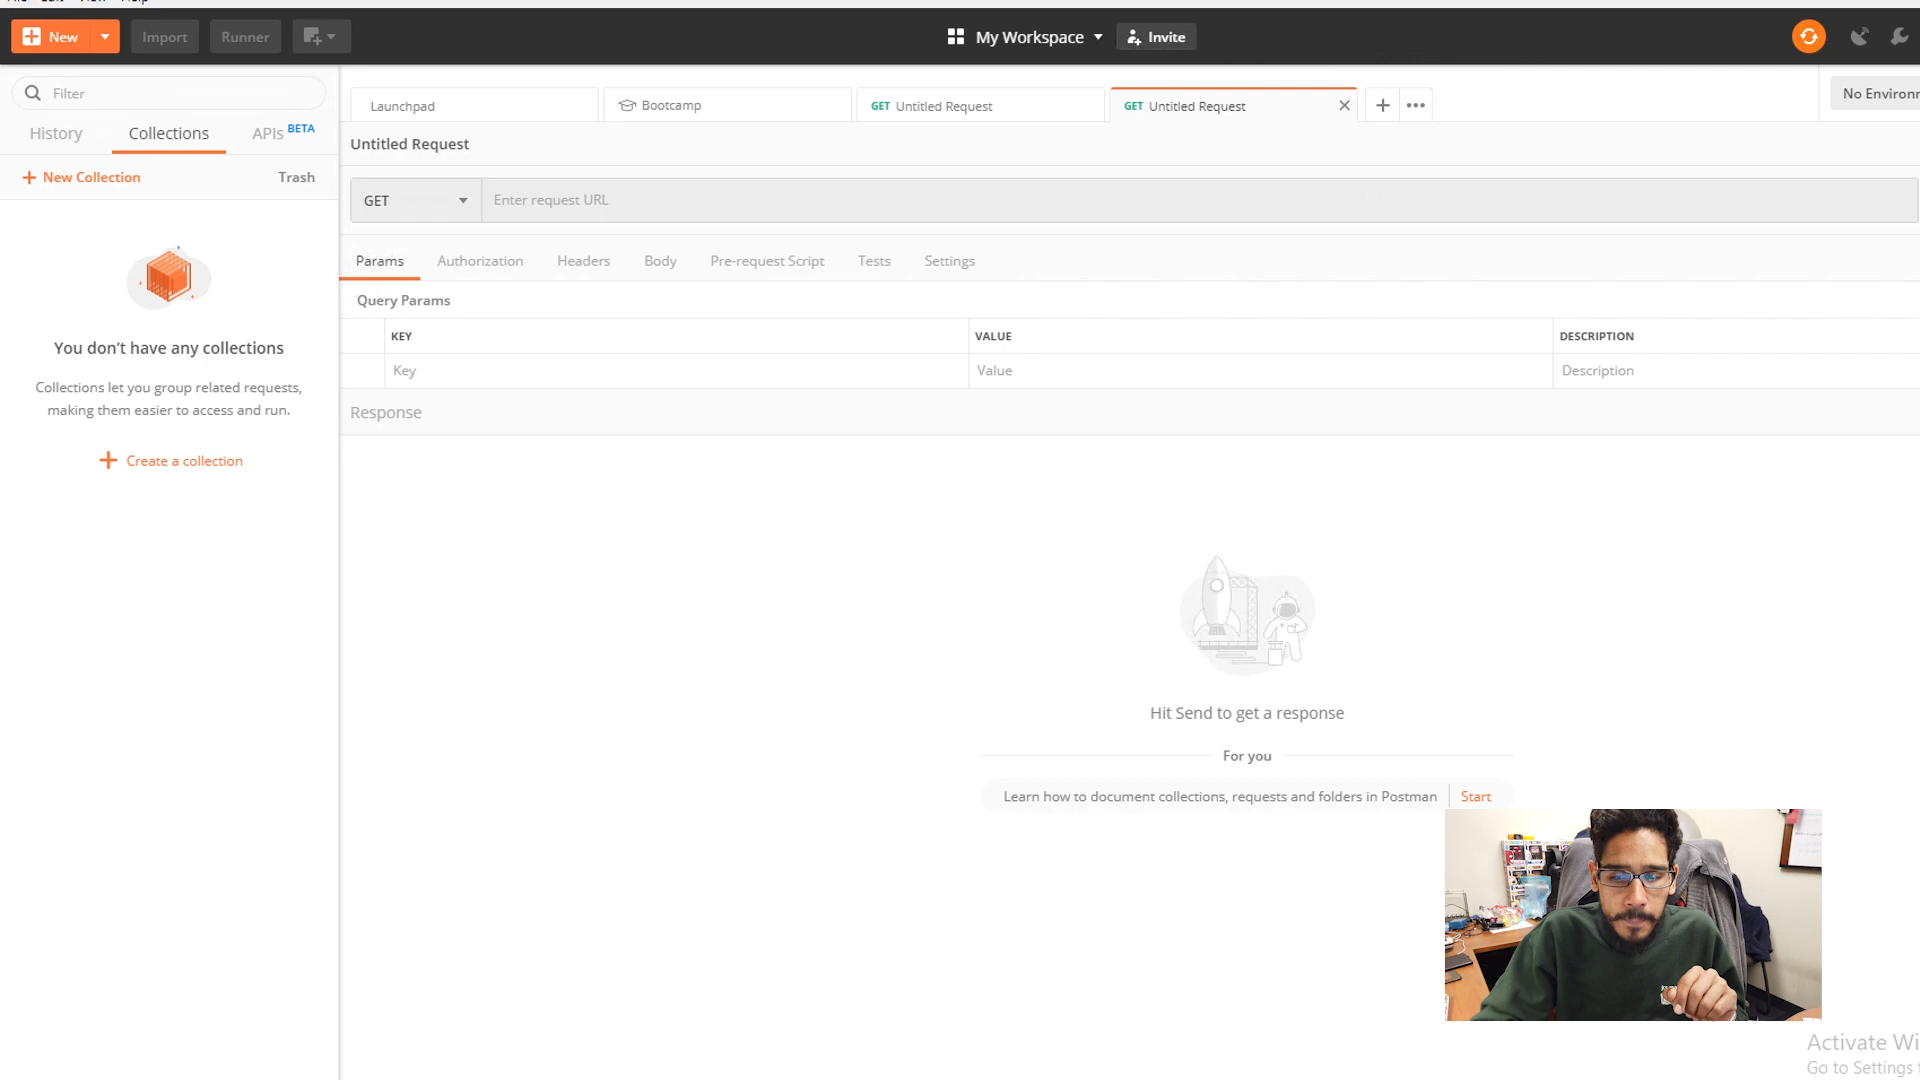 New
Import
Runner
My Workspace
Invite
Filter
History
Collections
APIs BETA
New Collection
Trash
You don't have any collections
Collections let you group related requests,
making them easier to access and run.
Create a collection
Launchpad
Bootcamp
GET Untitled Request
GET Untitled Request
No Environ
Untitled Request
GET
Enter request URL
Params
Authorization
Headers
Body
Pre-request Script
Tests
Settings
Query Params
KEY
VALUE
DESCRIPTION
Key
Value
Description
Response
Hit Send to get a response
For you
Learn how to document collections, requests and folders in Postman
Start
Activate Wi
Go to Settings t